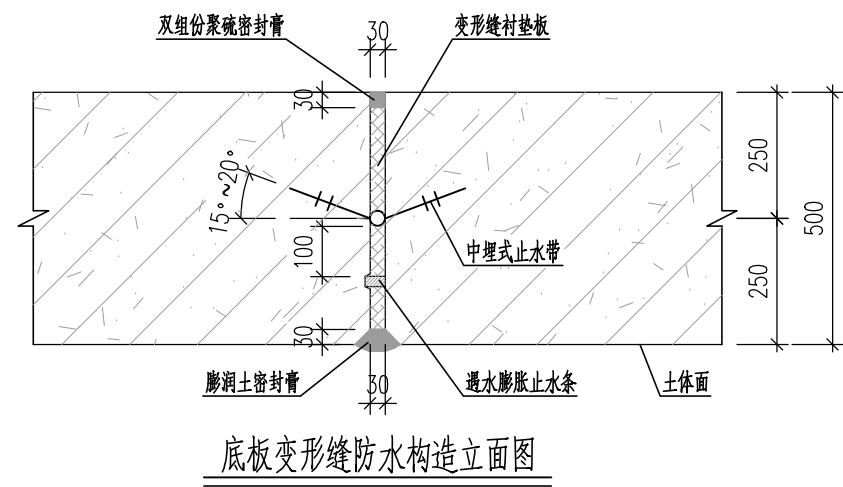 双组份聚硫密封膏
30
变形缝衬垫板
30
250
15°~20°
500
100
中埋式止水带
250
30
膨润土密封膏
30
遇水膨胀止水条
土体面
底板变形缝防水构造立面图